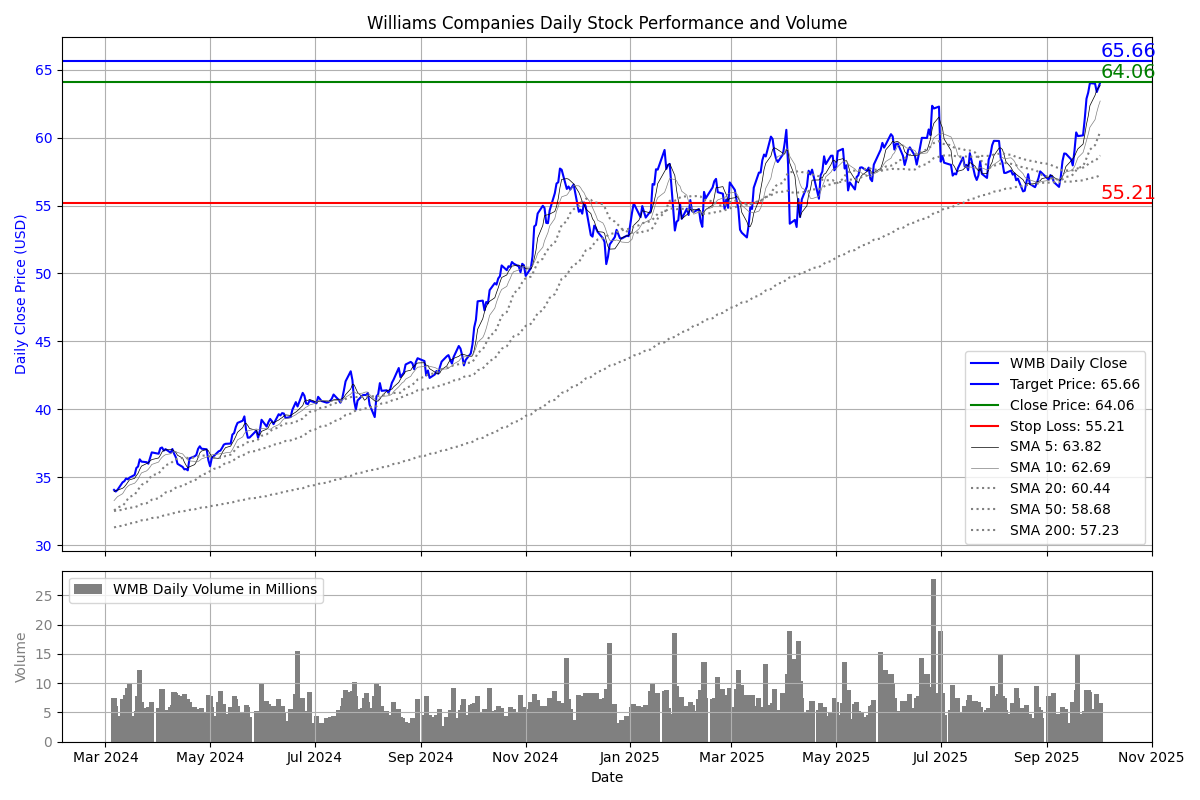 Williams Companies Daily Stock Performance and Volume
65.66
64.06
55.21
Daily Close Price (USD)
65
60
55
50
45
40
35
30
WMB Daily Close
Target Price: 65.66
Close Price: 64.06
Stop Loss: 55.21
SMA 5: 63.82
SMA 10: 62.69
SMA 20: 60.44
SMA 50: 58.68
SMA 200: 57.23
WMB Daily Volume in Millions
Volume
25
20
15
10
5
0
Mar 2024 May 2024 Jul 2024 Sep 2024 Nov 2024 Jan 2025 Mar 2025 May 2025 Jul 2025 Sep 2025 Nov 2025
Date